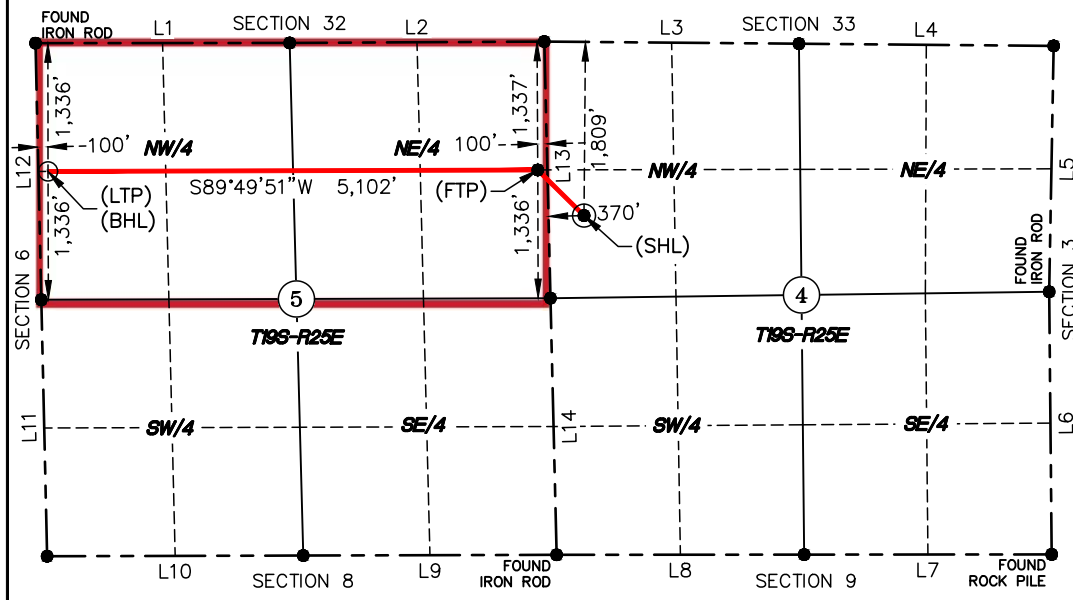 FOUND
IRON ROD
L1
SECTION 32
L2
L3
SECTION 33
L4
1,336'
1,337'
1,809'
100'
NW/4
NE/4
100'
L12
L13
NW/4
NE/4
L5
S89°49'51"W 5,102'
(LTP)
(BHL)
(FTP)
370'
(SHL)
1,336'
1,336'
SECTION 6
FOUND
IRON ROD
SECTION 3
5
4
T19S-R25E
T19S-R25E
L11
SW/4
SE/4
L14
SW/4
SE/4
L6
L10
SECTION 8
L9
FOUND
IRON ROD
L8
SECTION 9
L7
FOUND
ROCK PILE